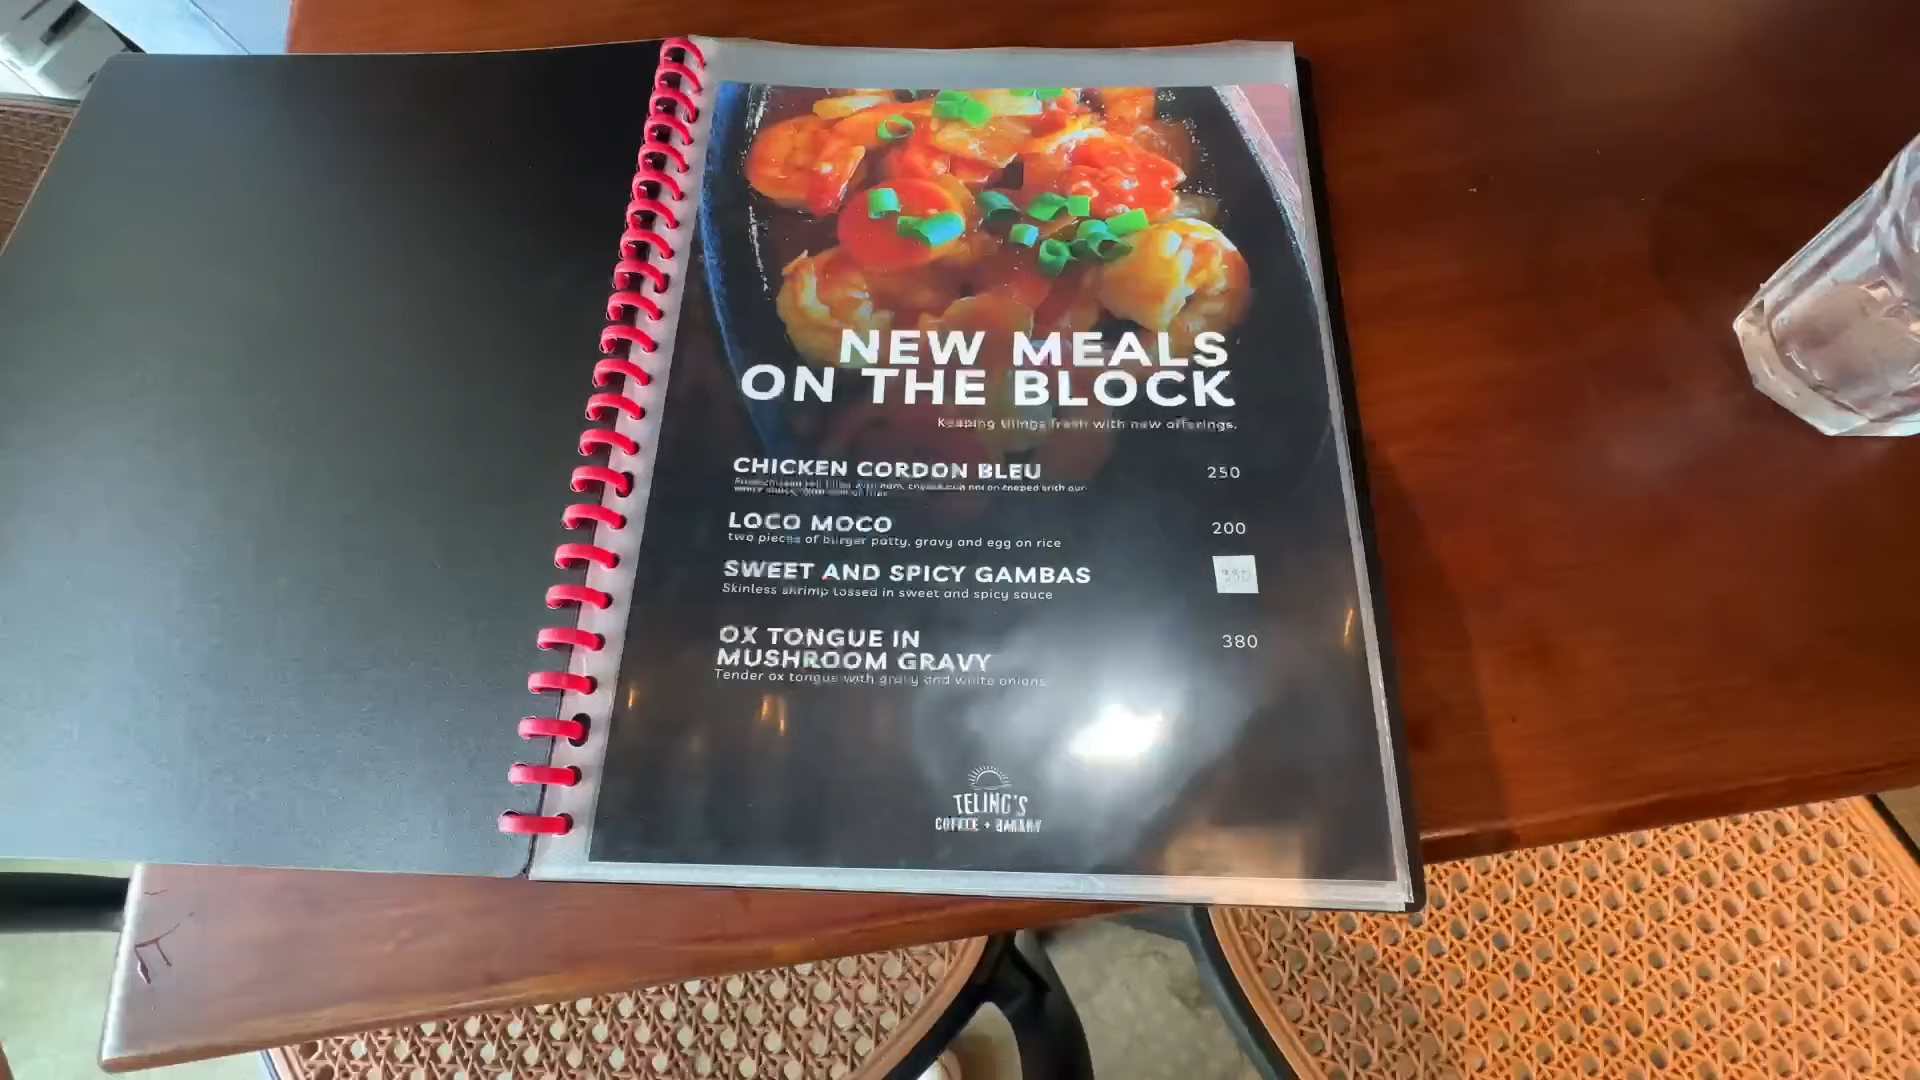 NEW MEALS
ON THE BLOCK
Keeping things fresh with new offerings.
CHICKEN CORDON BLEU 250
LOCO MOCO 200
two pieces of burger patty, gravy and egg on rice
SWEET AND SPICY GAMBAS
Skinless shrimp tossed in sweet and spicy sauce
OX TONGUE IN 380
MUSHROOM GRAVY
Tender ox tongue with gravy and white onions.
TELING'S
COFFEE + BAKERY